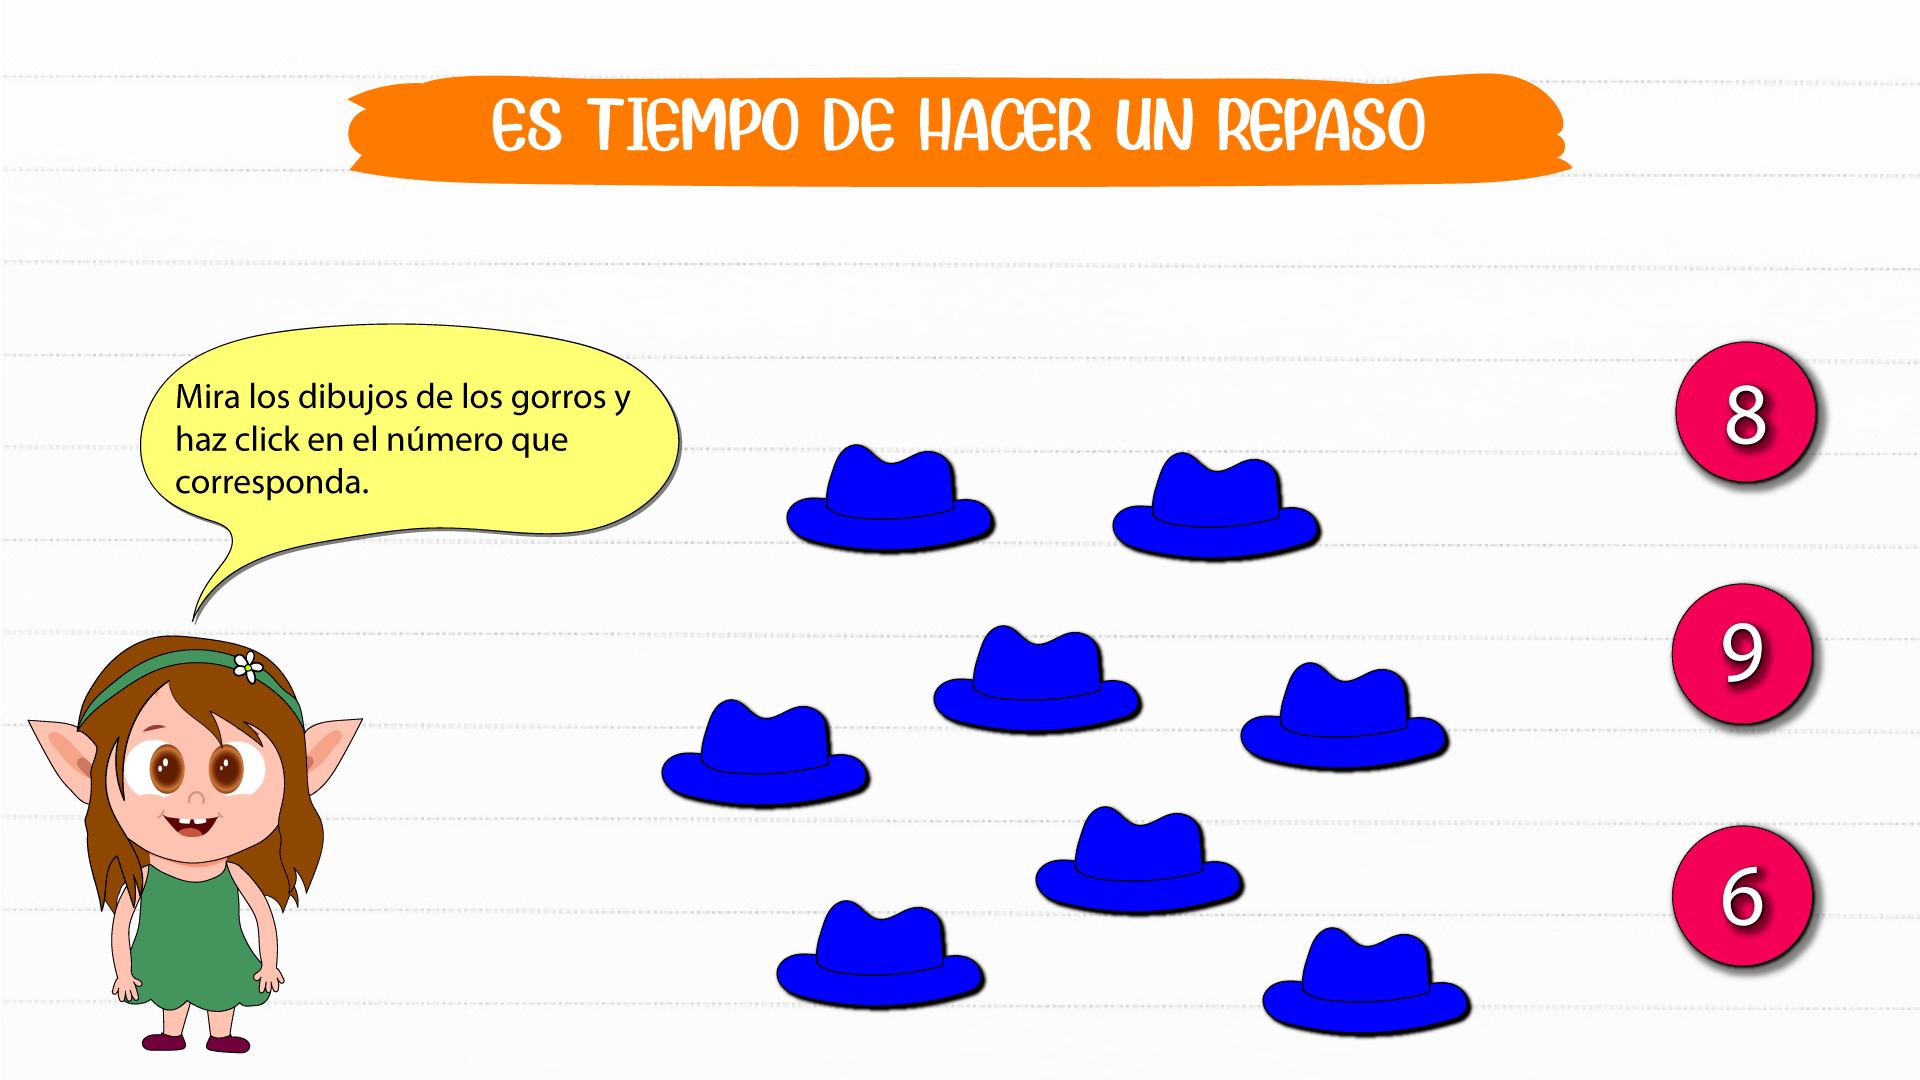 ES TIEMPO DE HACER UN REPASO
Mira los dibujos de los gorros y
haz click en el número que
corresponda.
8
9
6